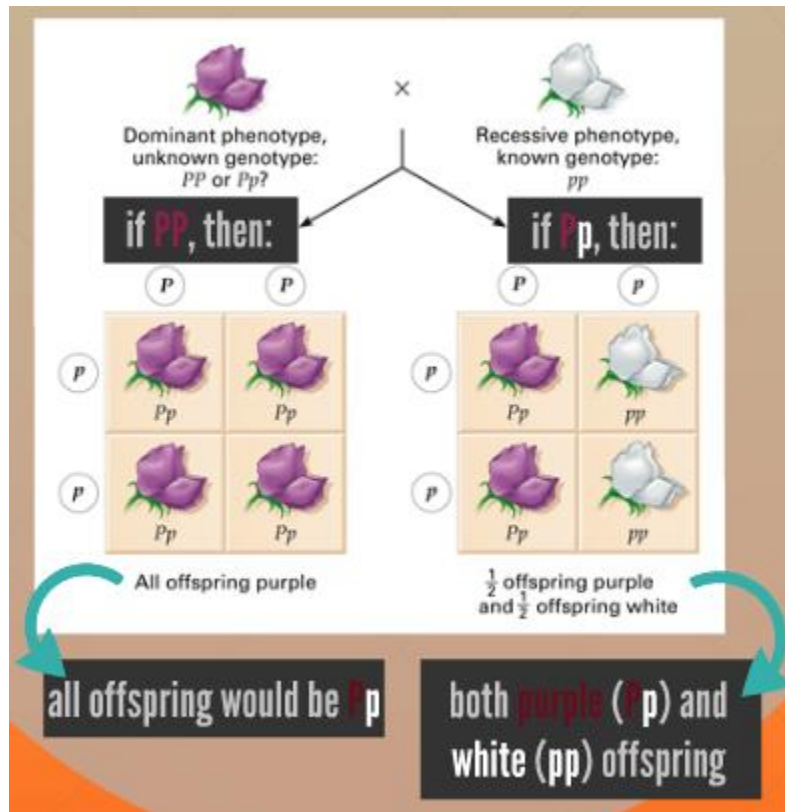 ×
Dominant phenotype,
unknown genotype:
PP or Pp?
Recessive phenotype,
known genotype:
pp
if PP, then:
P P
p
Pp Pp
p
Pp Pp
All offspring purple
all offspring would be Pp
if Pp, then:
P p
p
Pp pp
p
Pp pp
1/2 offspring purple
and 1/2 offspring white
both purple (Pp) and
white (pp) offspring